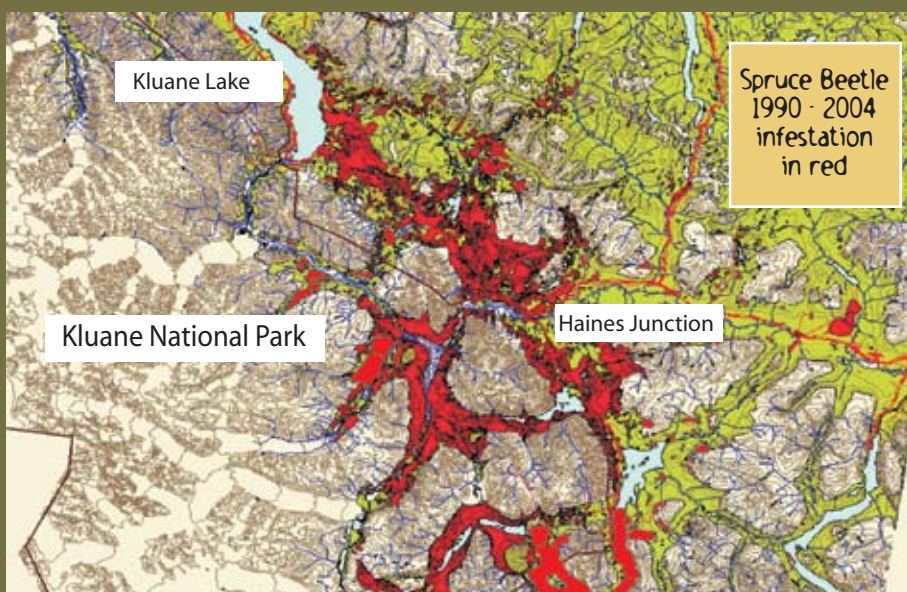 Kluane Lake
Spruce Beetle
1990 - 2004
infestation
in red
Haines Junction
Kluane National Park